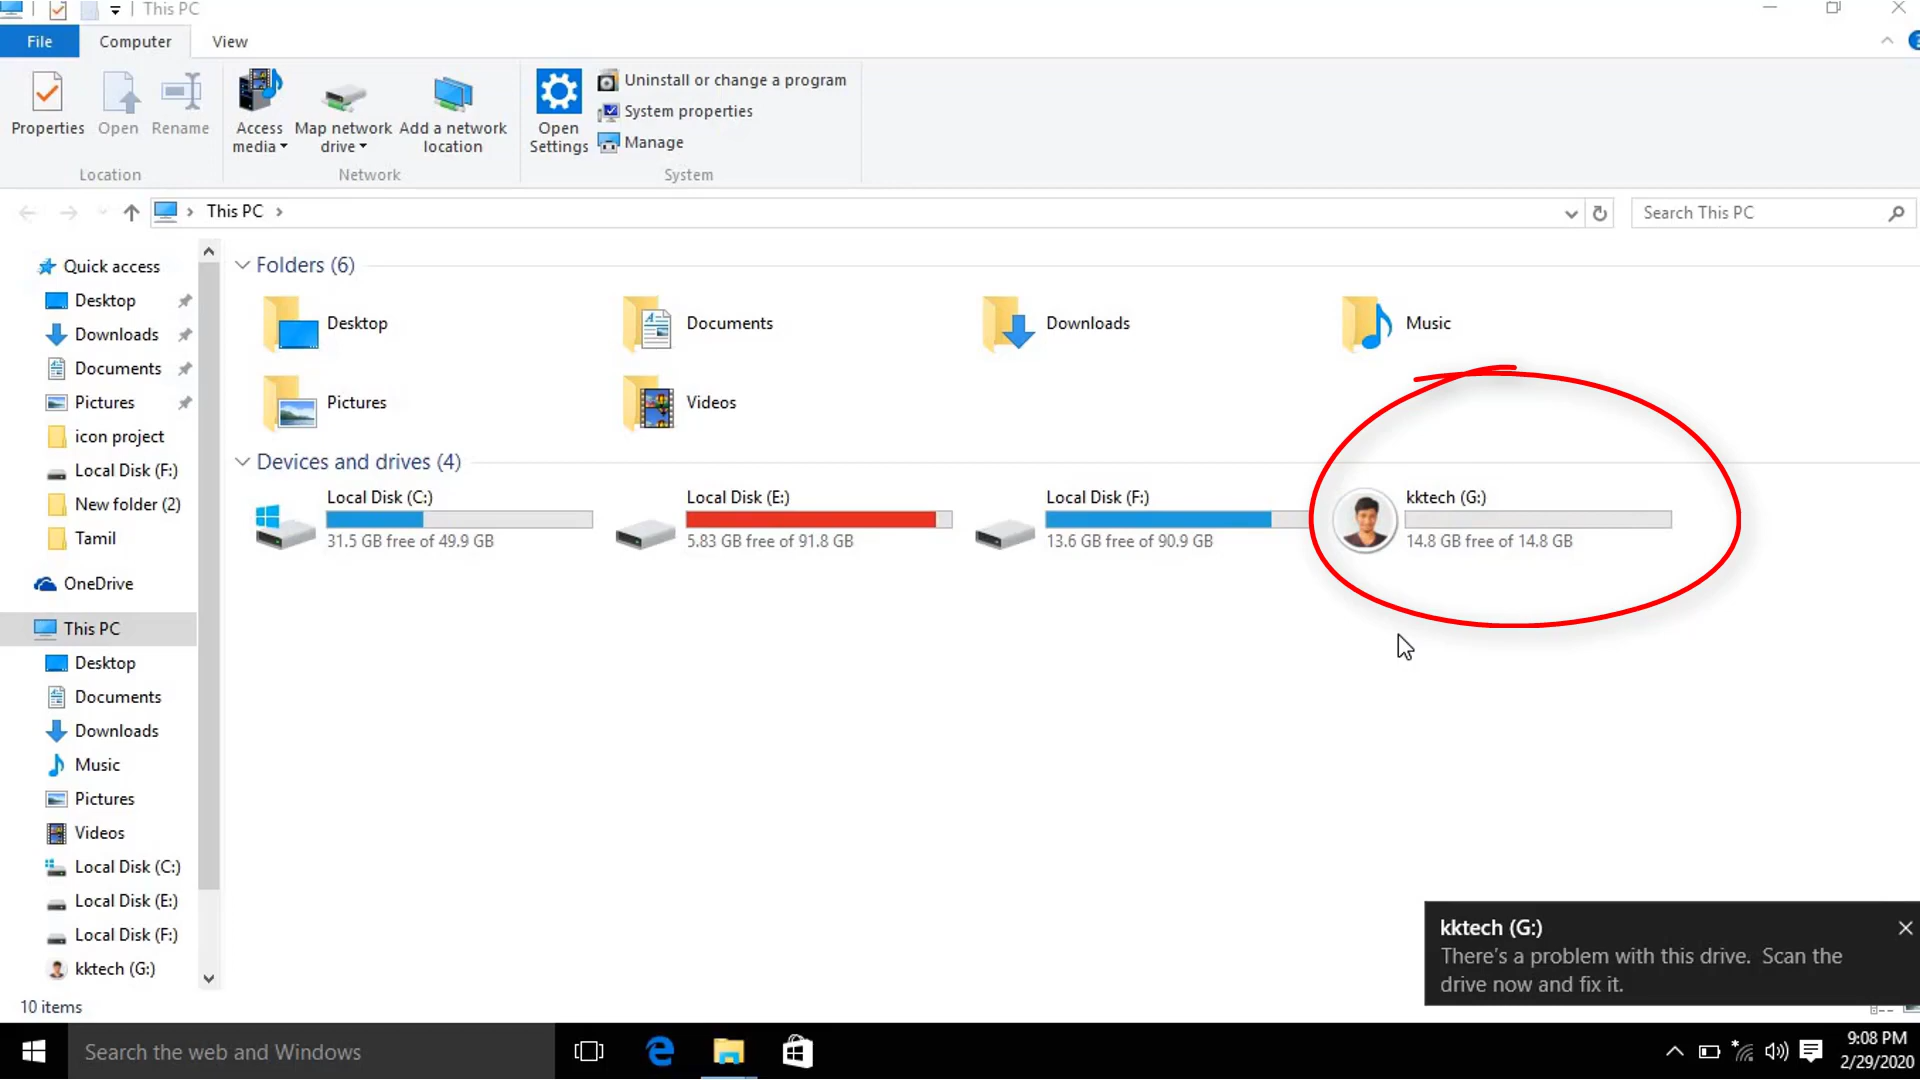 This PC
File
Computer
View
Properties
Open
Rename
Access
media
Map network
drive
Add a network
location
Open
Settings
Uninstall or change a program
System properties
Manage
Location
Network
System
This PC
Search This PC
Quick access
Desktop
Downloads
Documents
Pictures
icon project
Local Disk (F:)
New folder (2)
Tamil
OneDrive
This PC
Desktop
Documents
Downloads
Music
Pictures
Videos
Local Disk (C:)
Local Disk (E:)
Local Disk (F:)
kktech (G:)
Folders (6)
Desktop
Documents
Downloads
Music
Pictures
Videos
Devices and drives (4)
Local Disk (C:)
31.5 GB free of 49.9 GB
Local Disk (E:)
5.83 GB free of 91.8 GB
Local Disk (F:)
13.6 GB free of 90.9 GB
kktech (G:)
14.8 GB free of 14.8 GB
kktech (G:)
There's a problem with this drive. Scan the
drive now and fix it.
10 items
Search the web and Windows
9:08 PM
2/29/2020